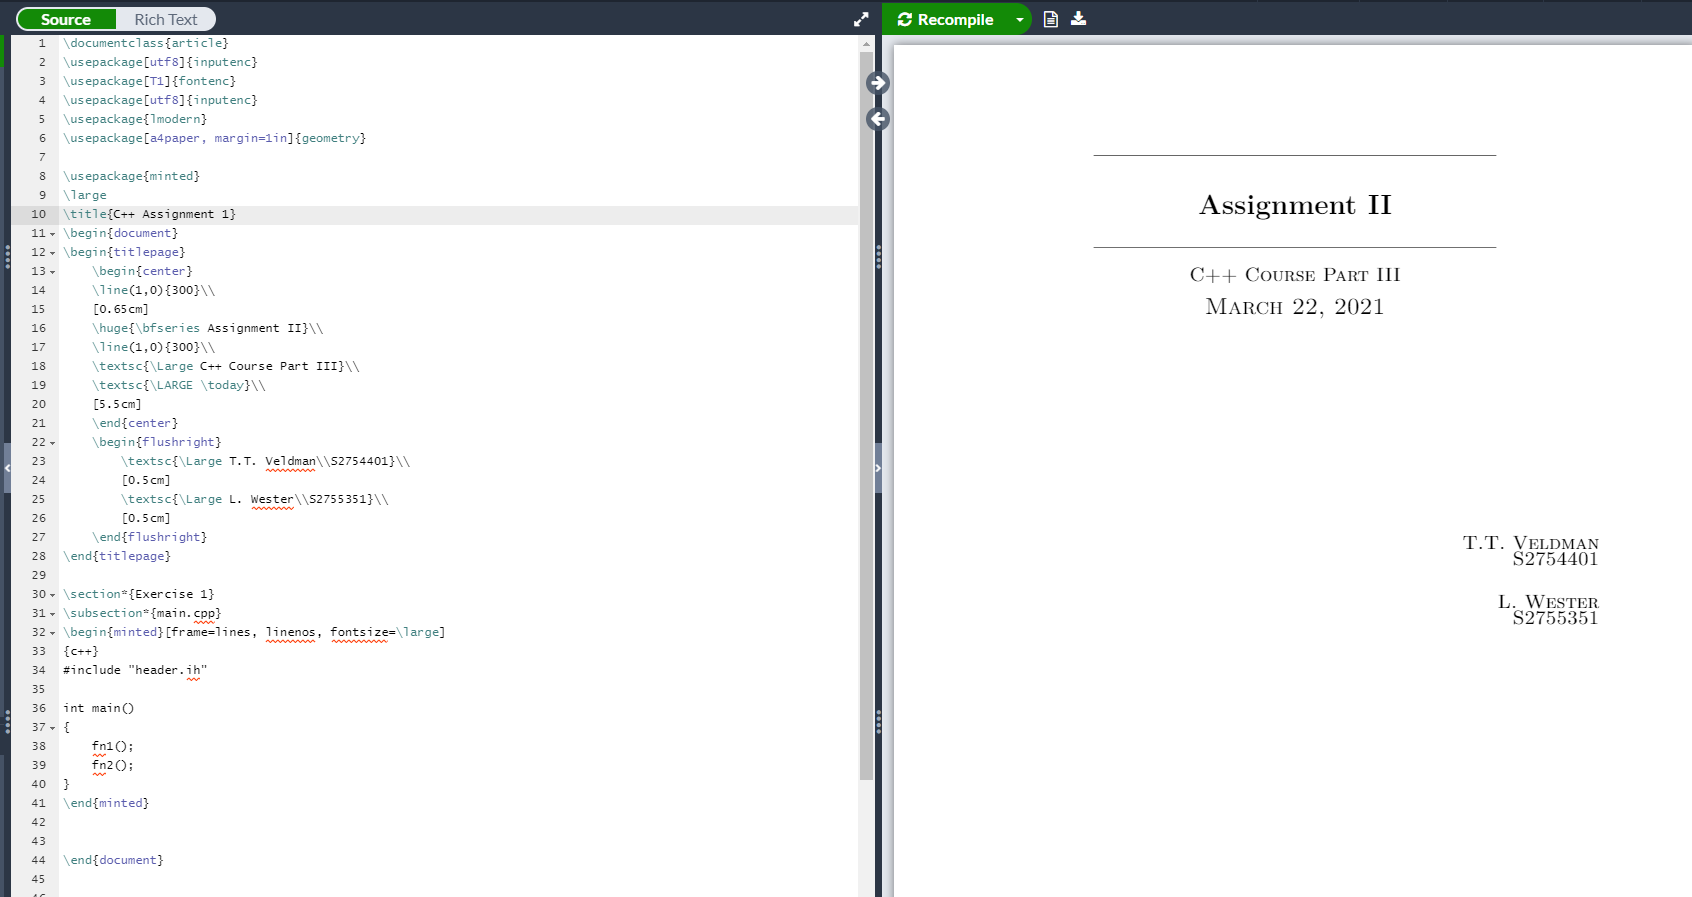 Source Rich Text
Recompile
1 \documentclass{article}
2 \usepackage[utf8]{inputenc}
3 \usepackage[T1]{fontenc}
4 \usepackage[utf8]{inputenc}
5 \usepackage{lmodern}
6 \usepackage[a4paper, margin=1in]{geometry}
7
8 \usepackage{minted}
9 \large
10 \title{C++ Assignment 1}
11 \begin{document}
12 \begin{titlepage}
13     \begin{center}
14     \line(1,0){300}\\
15     [0.65cm]
16     \huge{\bfseries Assignment II}\\
17     \line(1,0){300}\\
18     \textsc{\Large C++ Course Part III}\\
19     \textsc{\LARGE \today}\\
20     [5.5cm]
21     \end{center}
22     \begin{flushright}
23         \textsc{\Large T.T. Veldman\\S2754401}\\
24         [0.5cm]
25         \textsc{\Large L. Wester\\S2755351}\\
26         [0.5cm]
27     \end{flushright}
28 \end{titlepage}
29
30 \section*{Exercise 1}
31 \subsection*{main.cpp}
32 \begin{minted}[frame=lines, linenos, fontsize=\large]
33 {c++}
34 #include "header.ih"
35
36 int main()
37 {
38     fn1();
39     fn2();
40 }
41 \end{minted}
42
43
44 \end{document}
45
Assignment II
C++ Course Part III
March 22, 2021
T.T. Veldman
S2754401
L. Wester
S2755351